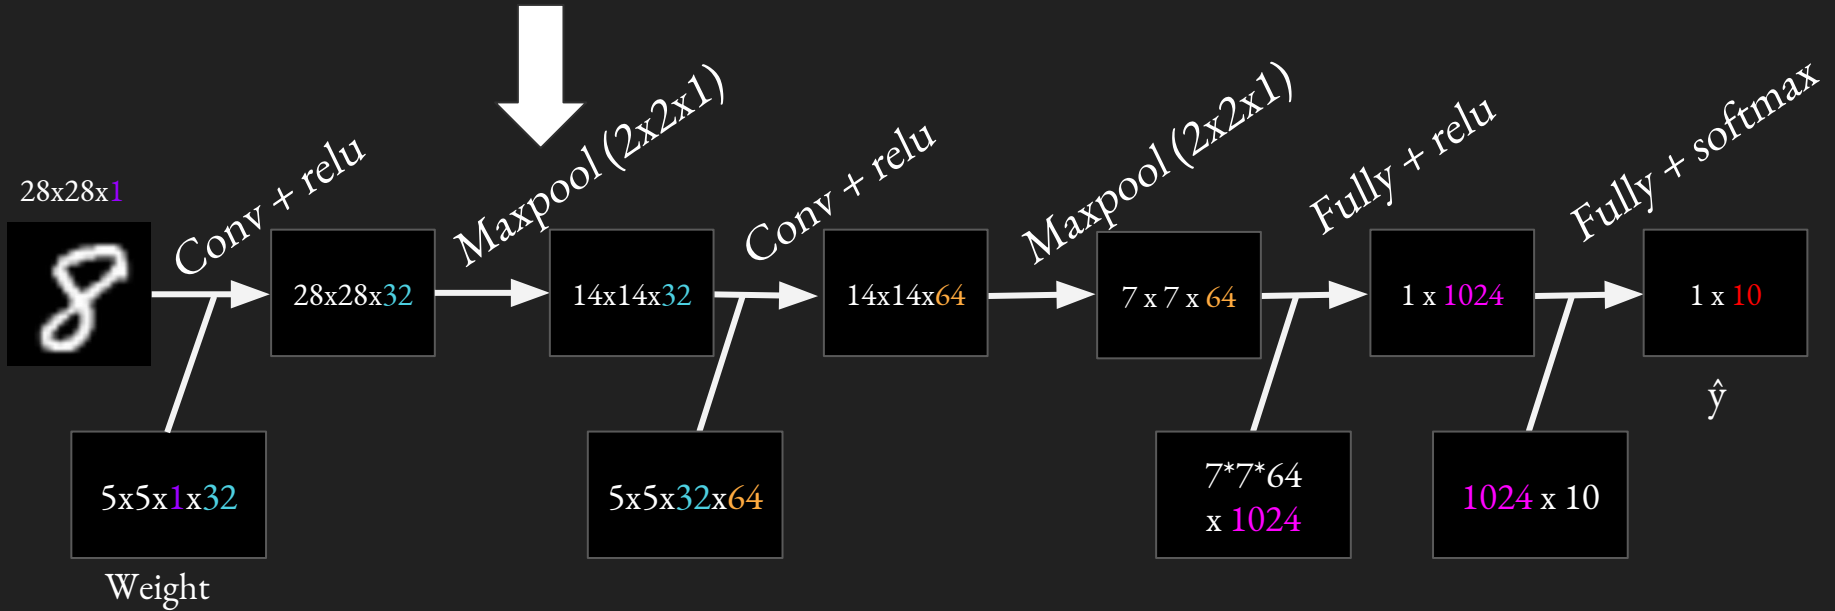 28x28x1
Conv + relu
Maxpool (2x2x1)
Conv + relu
Maxpool (2x2x1)
Fully + relu
Fully + softmax
28x28x32
14x14x32
14x14x64
7 x 7 x 64
1 x 1024
1 x 10
ŷ
5x5x1x32
5x5x32x64
7*7*64
x 1024
1024 x 10
Weight